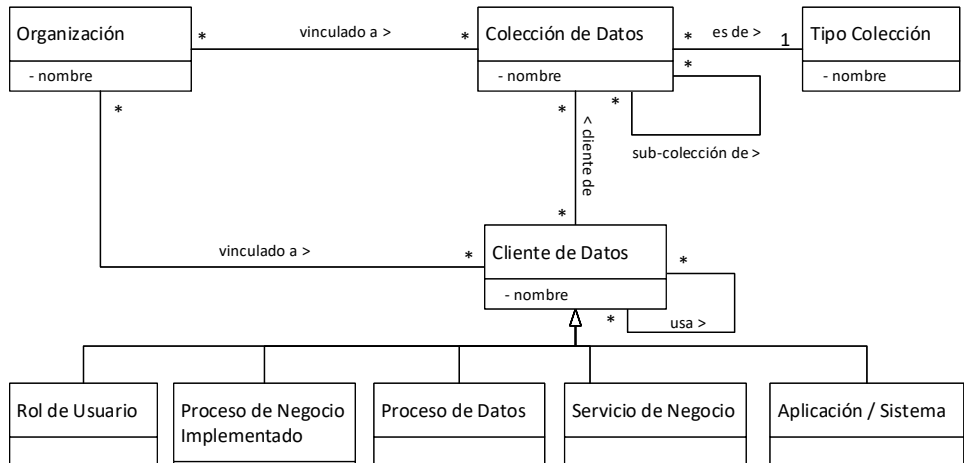 Organización
- nombre
*
vinculado a >
*
Colección de Datos
- nombre
*
es de >
1
Tipo Colección
- nombre
*
*
sub-colección de >
*
< cliente de
*
*
vinculado a >
*
Cliente de Datos
- nombre
*
*
usa >
Rol de Usuario
Proceso de Negocio
Implementado
Proceso de Datos
Servicio de Negocio
Aplicación / Sistema